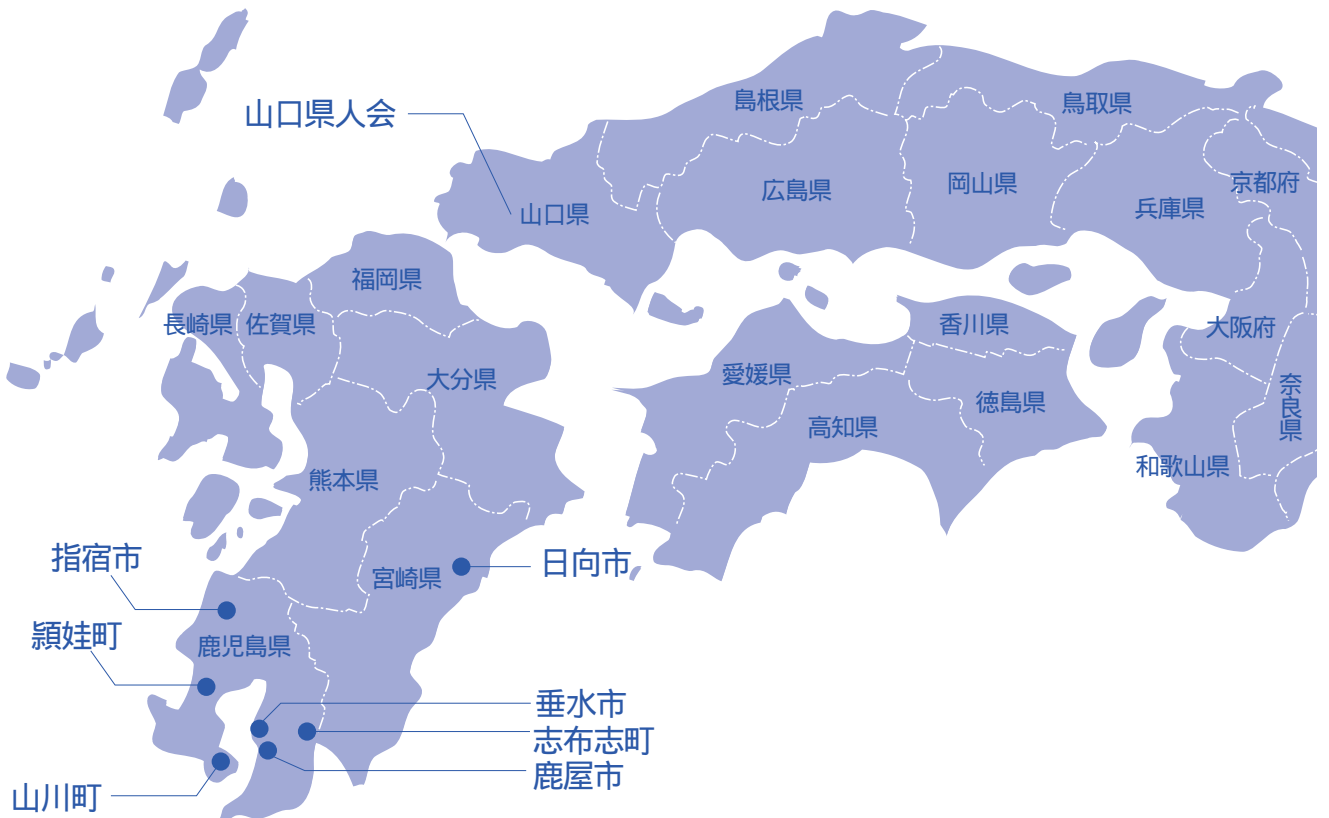 島根県
鳥取県
山口県人会
広島県
岡山県
京都府
山口県
兵庫県
福岡県
長崎県
佐賀県
香川県
大阪府
大分県
愛媛県
徳島県
奈良県
高知県
熊本県
和歌山県
指宿市
宮崎県
日向市
頴娃町
鹿児島県
垂水市
志布志町
鹿屋市
山川町